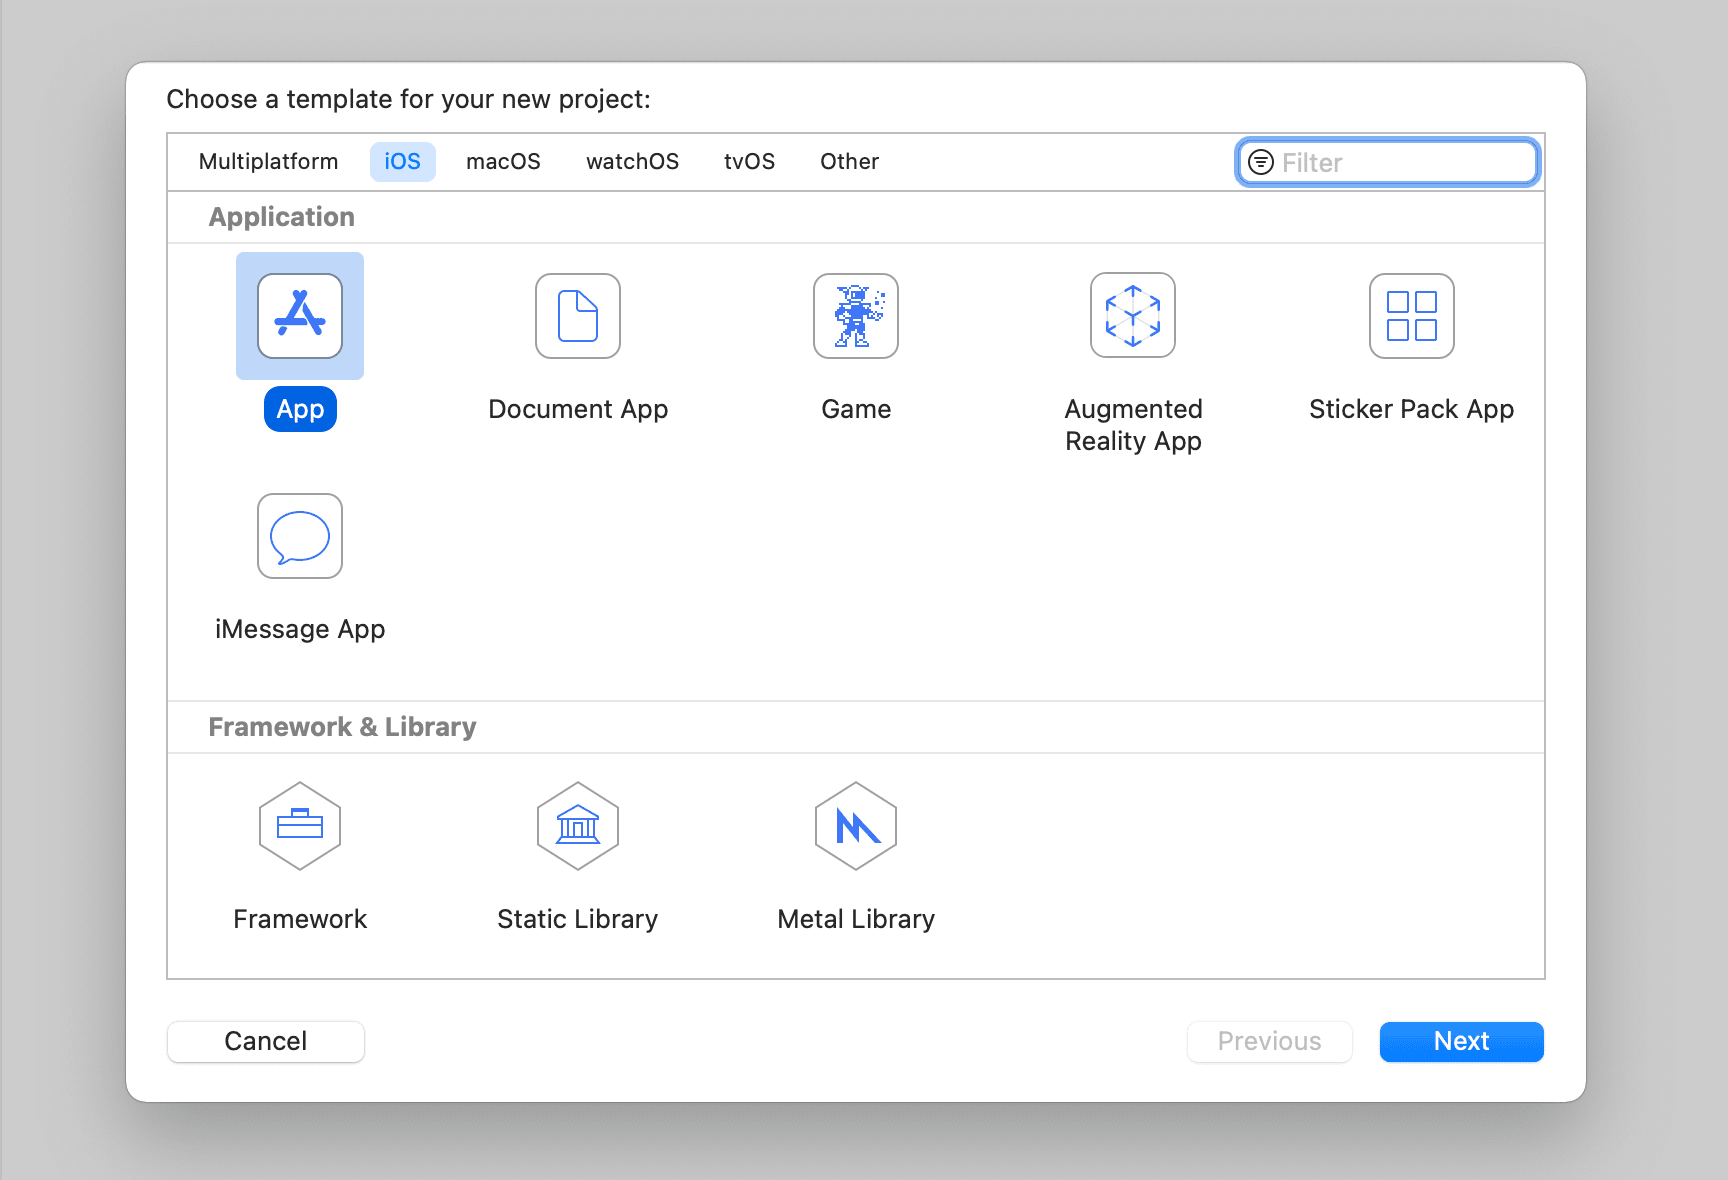 Choose a template for your new project:
Multiplatform iOS macOS watchOS tvOS Other Filter
Application
App Document App Game Augmented Reality App Sticker Pack App
iMessage App
Framework & Library
Framework Static Library Metal Library
Cancel Previous Next